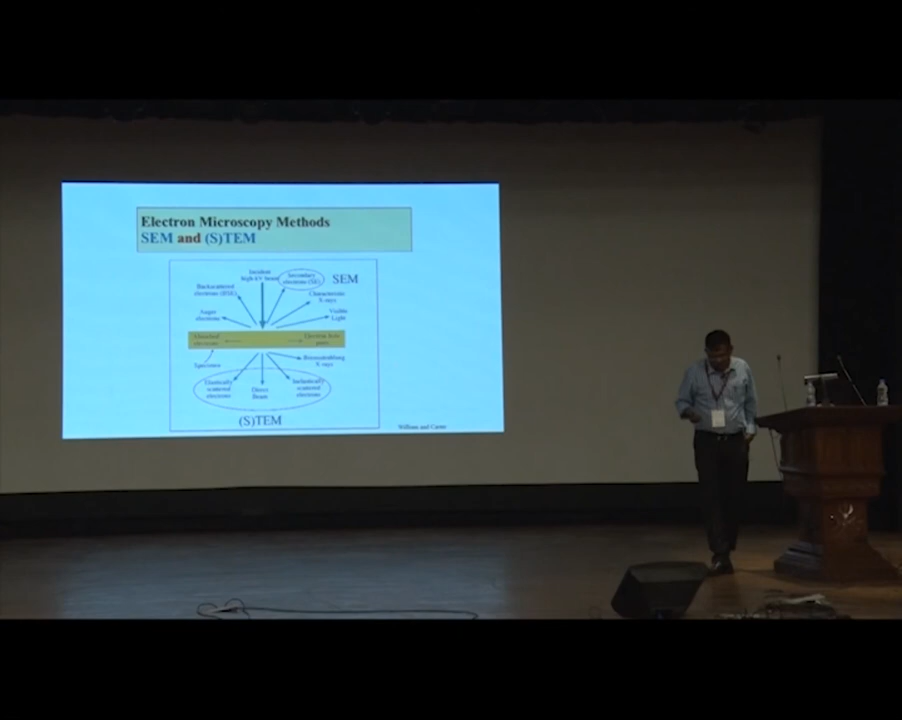 Electron Microscopy Methods
SEM and (S)TEM
Incident
high-kV beam
Secondary
electrons (SE)
SEM
Backscattered
electrons (BSE)
Characteristic
X-rays
Auger
electrons
Visible
Light
Absorbed
electrons
Electron-hole
pairs
Specimen
Bremsstrahlung
X-rays
Elastically
scattered
electrons
Direct
Beam
Inelastically
scattered
electrons
(S)TEM
Williams and Carter